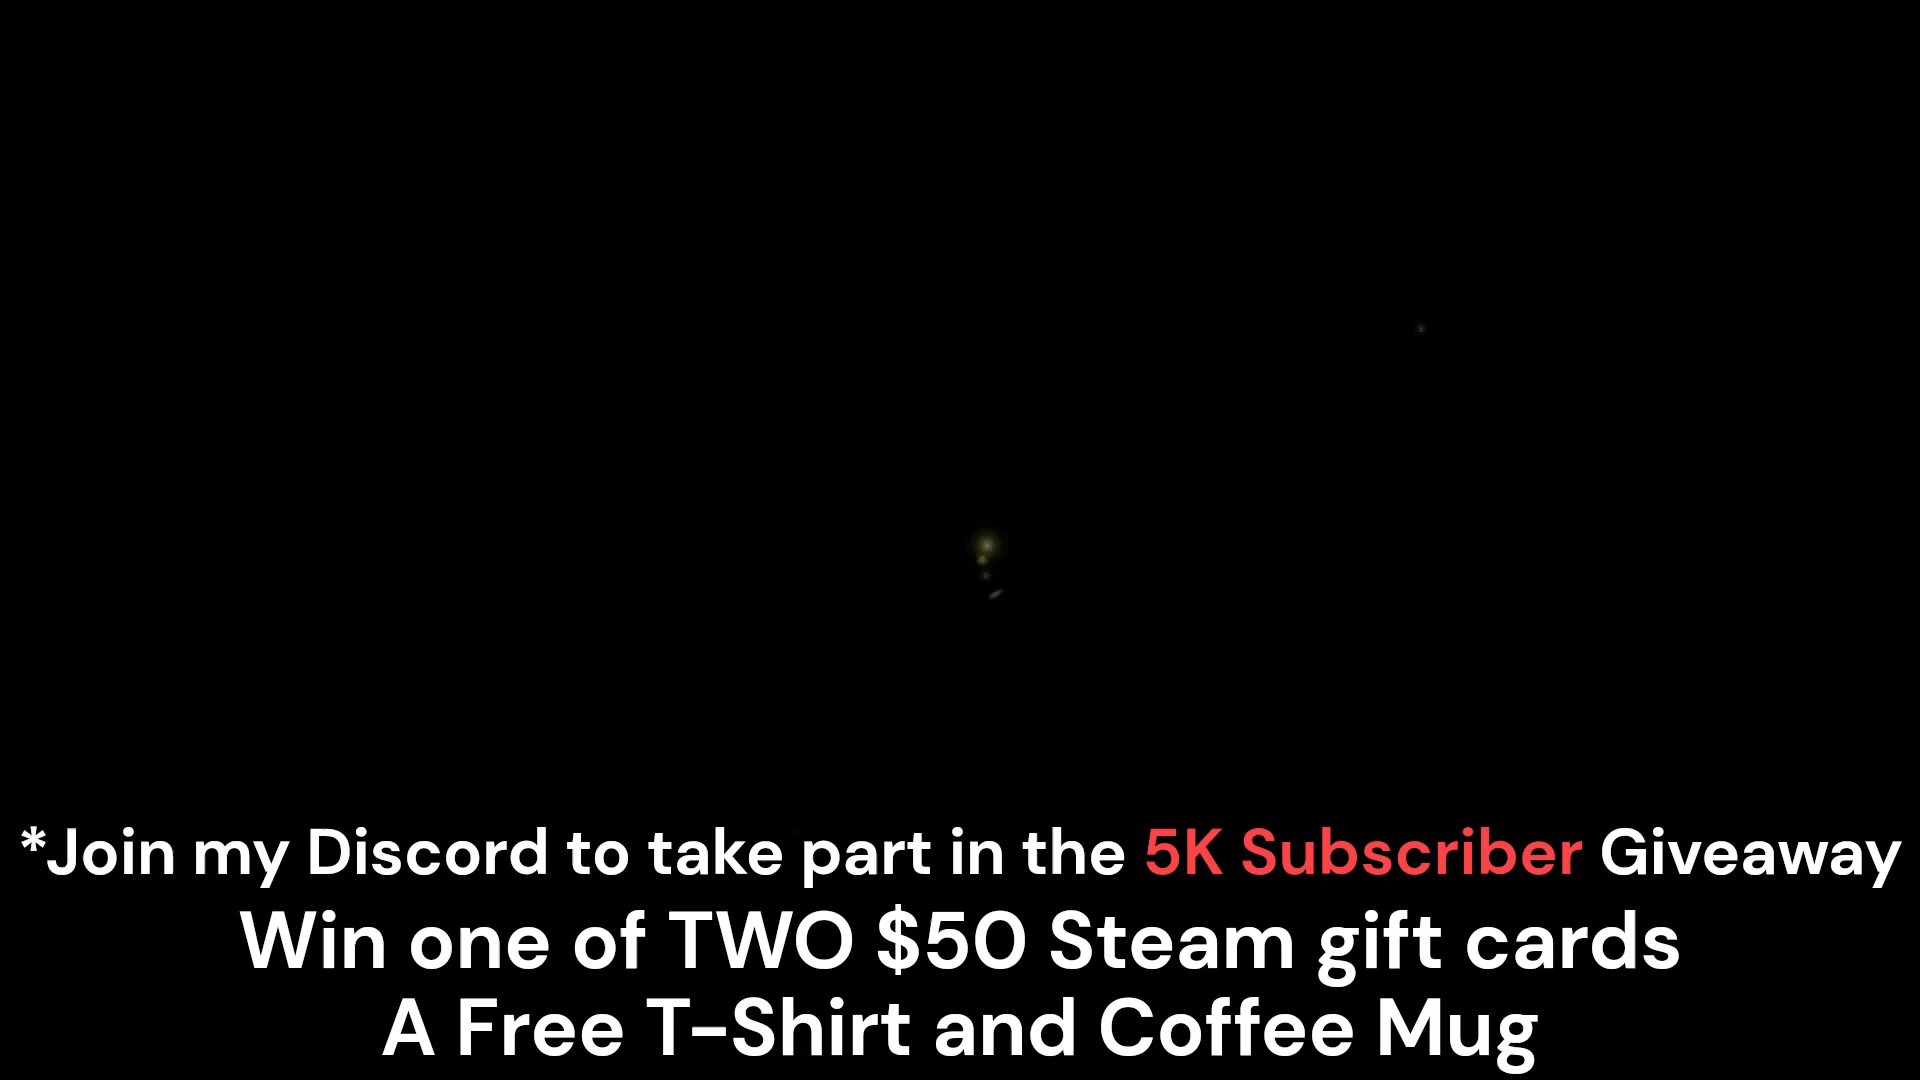 *Join my Discord to take part in the 5K Subscriber Giveaway
Win one of TWO $50 Steam gift cards
A Free T-Shirt and Coffee Mug